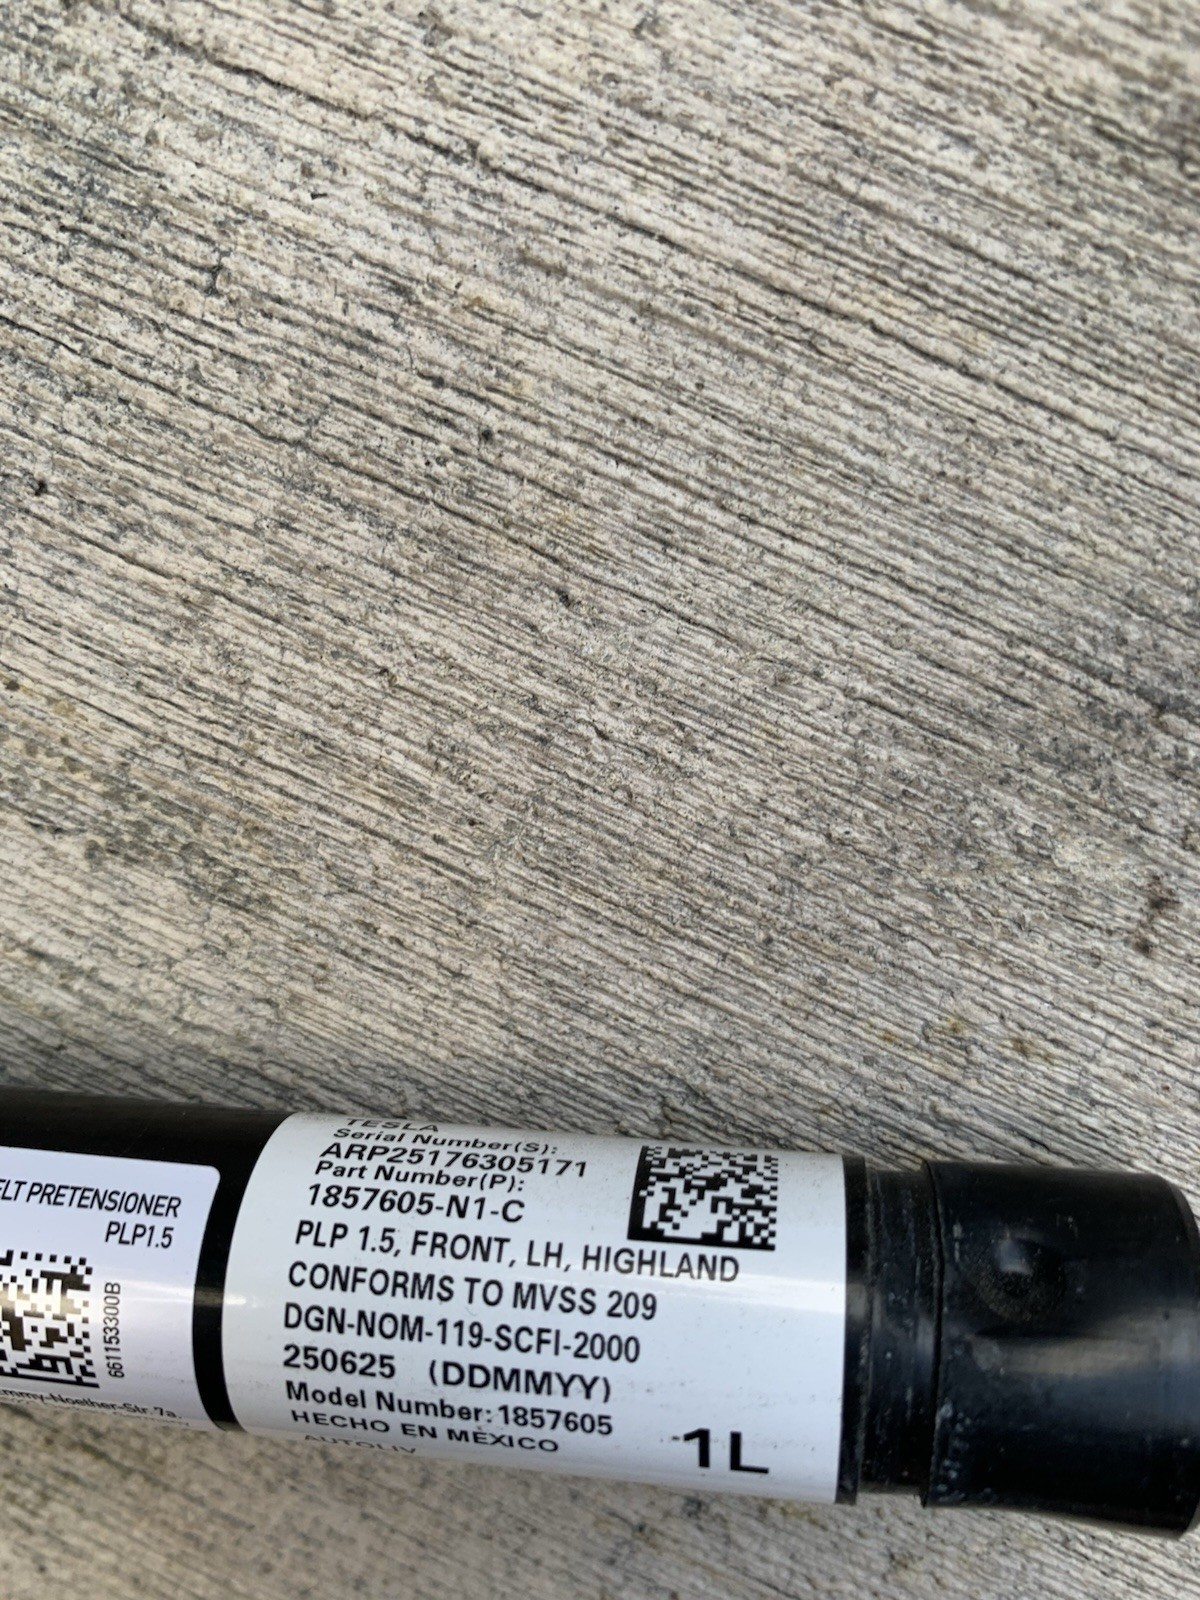 ELT PRETENSIONER
PLP1.5
661153300B
TESLA
Serial Number(S):
ARP25176305171
Part Number(P):
1857605-N1-C
PLP 1.5, FRONT, LH, HIGHLAND
CONFORMS TO MVSS 209
DGN-NOM-119-SCFI-2000
250625 (DDMMYY)
Model Number:1857605
HECHO EN MÉXICO
AUTOLIV
1L